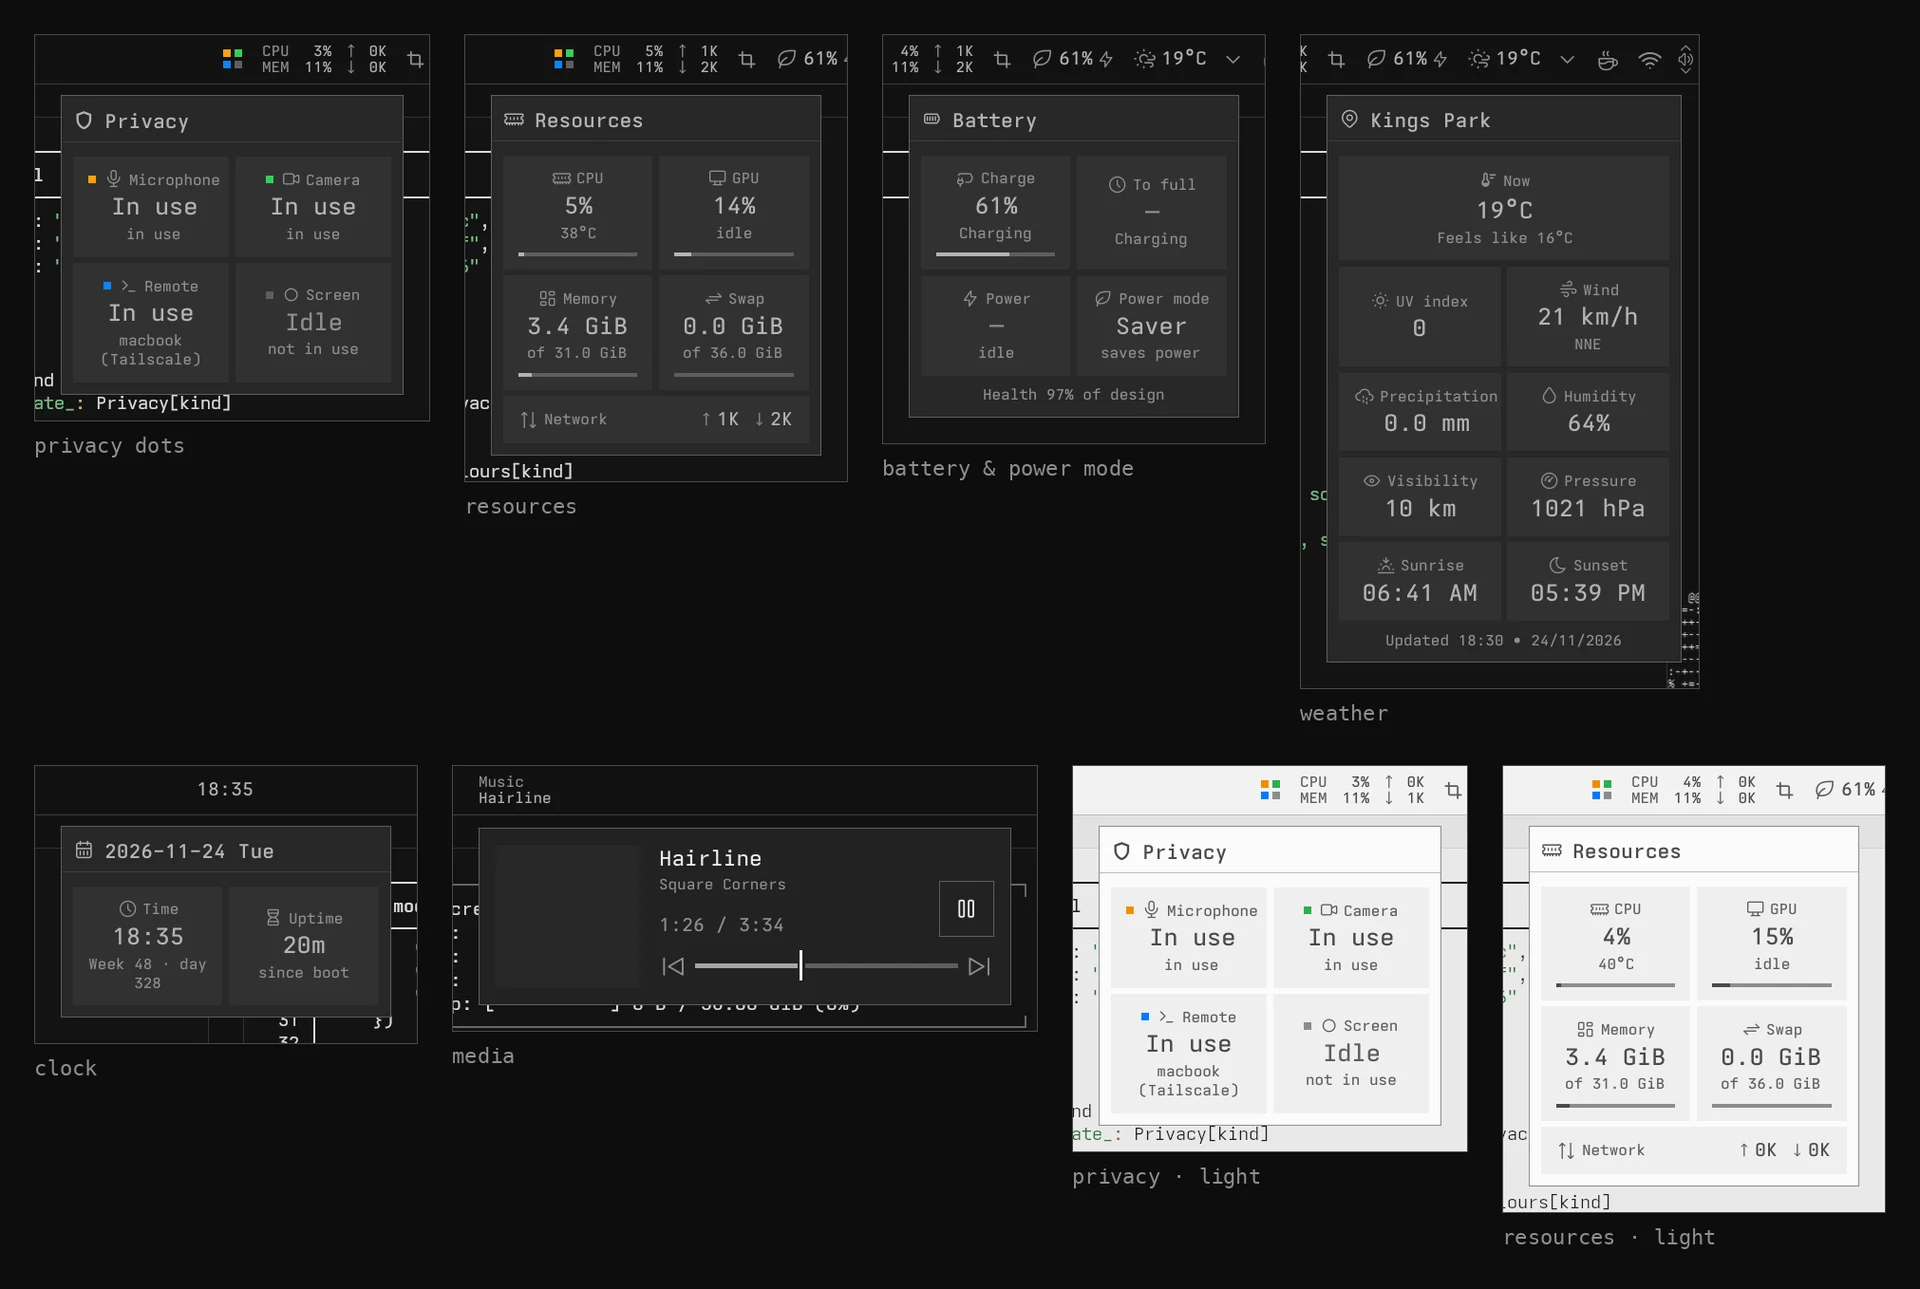 CPU 3% ↑ 0K
MEM 11% ↓ 0K
Privacy
Microphone
In use
in use
Camera
In use
in use
Remote
In use
macbook
(Tailscale)
Screen
Idle
not in use
nd
ate_: Privacy[kind]
privacy dots
CPU 5% ↑ 1K
MEM 11% ↓ 2K
61%
Resources
CPU
5%
38°C
GPU
14%
idle
Memory
3.4 GiB
of 31.0 GiB
Swap
0.0 GiB
of 36.0 GiB
Network ↑ 1K ↓ 2K
vac
ours[kind]
resources
4% ↑ 1K
11% ↓ 2K
61%
19°C
Battery
Charge
61%
Charging
To full
—
Charging
Power
—
idle
Power mode
Saver
saves power
Health 97% of design
battery & power mode
K
K
61%
19°C
Kings Park
Now
19°C
Feels like 16°C
UV index
0
Wind
21 km/h
NNE
Precipitation
0.0 mm
Humidity
64%
Visibility
10 km
Pressure
1021 hPa
Sunrise
06:41 AM
Sunset
05:39 PM
Updated 18:30 • 24/11/2026
weather
18:35
2026-11-24 Tue
Time
18:35
Week 48 · day
328
Uptime
20m
since boot
mo
31 })
32
clock
Music
Hairline
cre
Hairline
Square Corners
1:26 / 3:34
media
CPU 3% ↑ 0K
MEM 11% ↓ 1K
Privacy
Microphone
In use
in use
Camera
In use
in use
Remote
In use
macbook
(Tailscale)
Screen
Idle
not in use
nd
ate_: Privacy[kind]
privacy · light
CPU 4% ↑ 0K
MEM 11% ↓ 0K
61%
Resources
CPU
4%
40°C
GPU
15%
idle
Memory
3.4 GiB
of 31.0 GiB
Swap
0.0 GiB
of 36.0 GiB
Network ↑ 0K ↓ 0K
vac
ours[kind]
resources · light